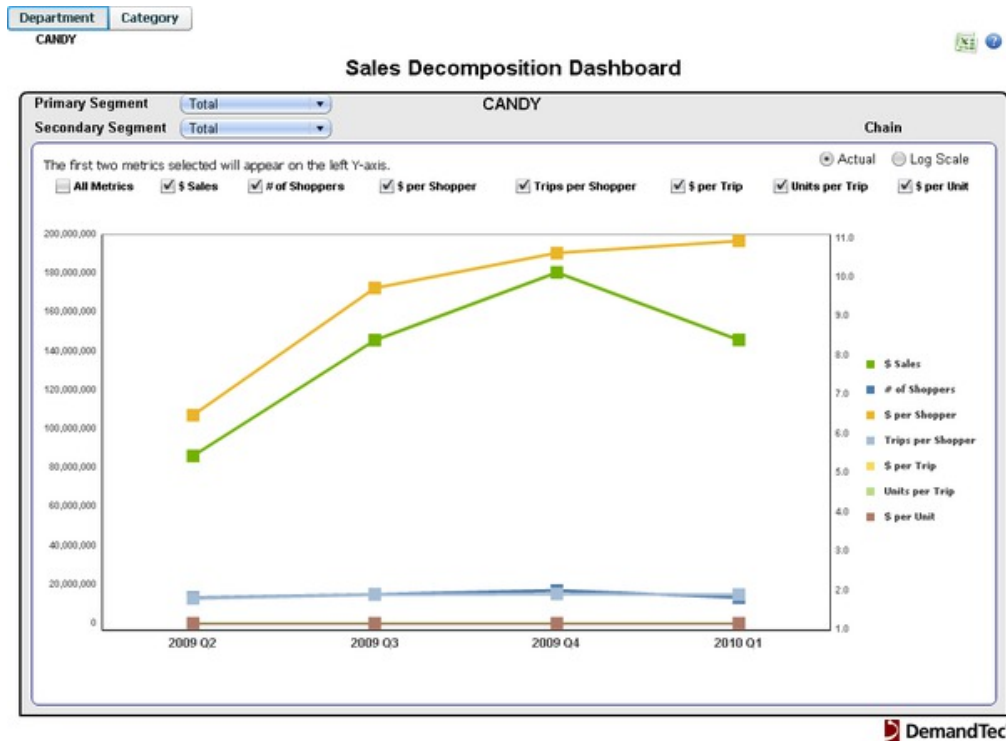 Department Category
CANDY
Sales Decomposition Dashboard
Primary Segment Total CANDY
Secondary Segment Total Chain
The first two metrics selected will appear on the left Y-axis. Actual Log Scale
All Metrics $ Sales # of Shoppers $ per Shopper Trips per Shopper $ per Trip Units per Trip $ per Unit
200,000,000 11.0
180,000,000 10.0
160,000,000 9.0
140,000,000 8.0
120,000,000 7.0
100,000,000 6.0
80,000,000 5.0
60,000,000 4.0
40,000,000 3.0
20,000,000 2.0
0 1.0
$ Sales
# of Shoppers
$ per Shopper
Trips per Shopper
$ per Trip
Units per Trip
$ per Unit
2009 Q2 2009 Q3 2009 Q4 2010 Q1
DemandTec